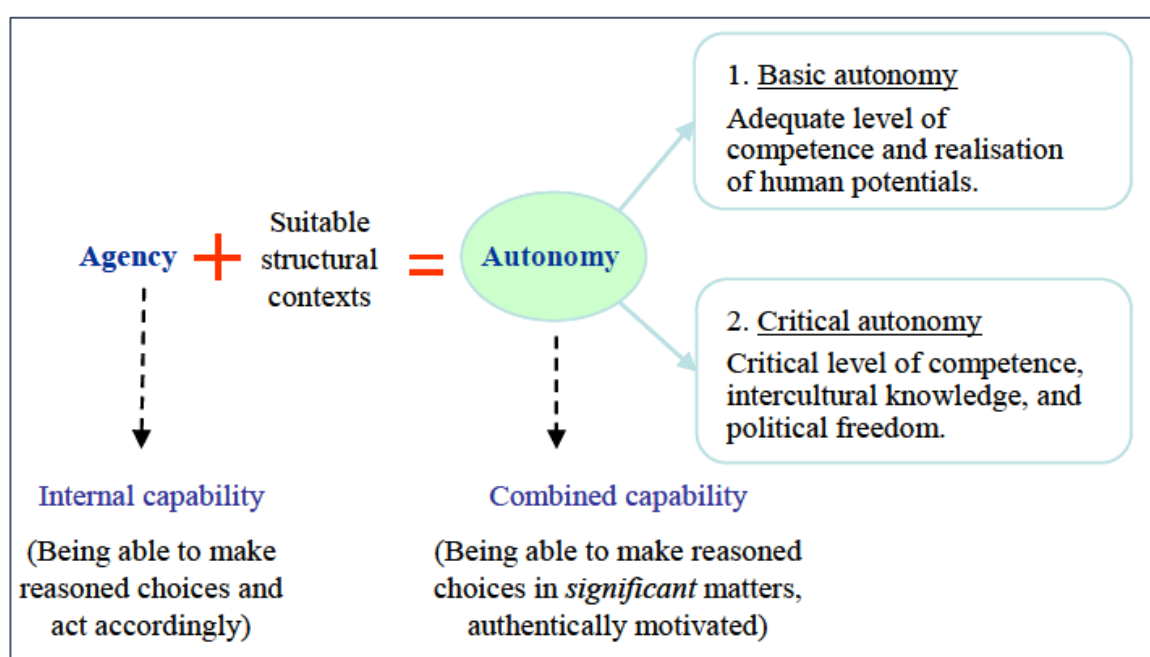 1. Basic autonomy
Adequate level of
competence and realisation
of human potentials.
Agency + Suitable
structural
contexts
= Autonomy
2. Critical autonomy
Critical level of competence,
intercultural knowledge, and
political freedom.
Internal capability
(Being able to make
reasoned choices and
act accordingly)
Combined capability
(Being able to make reasoned
choices in significant matters,
authentically motivated)